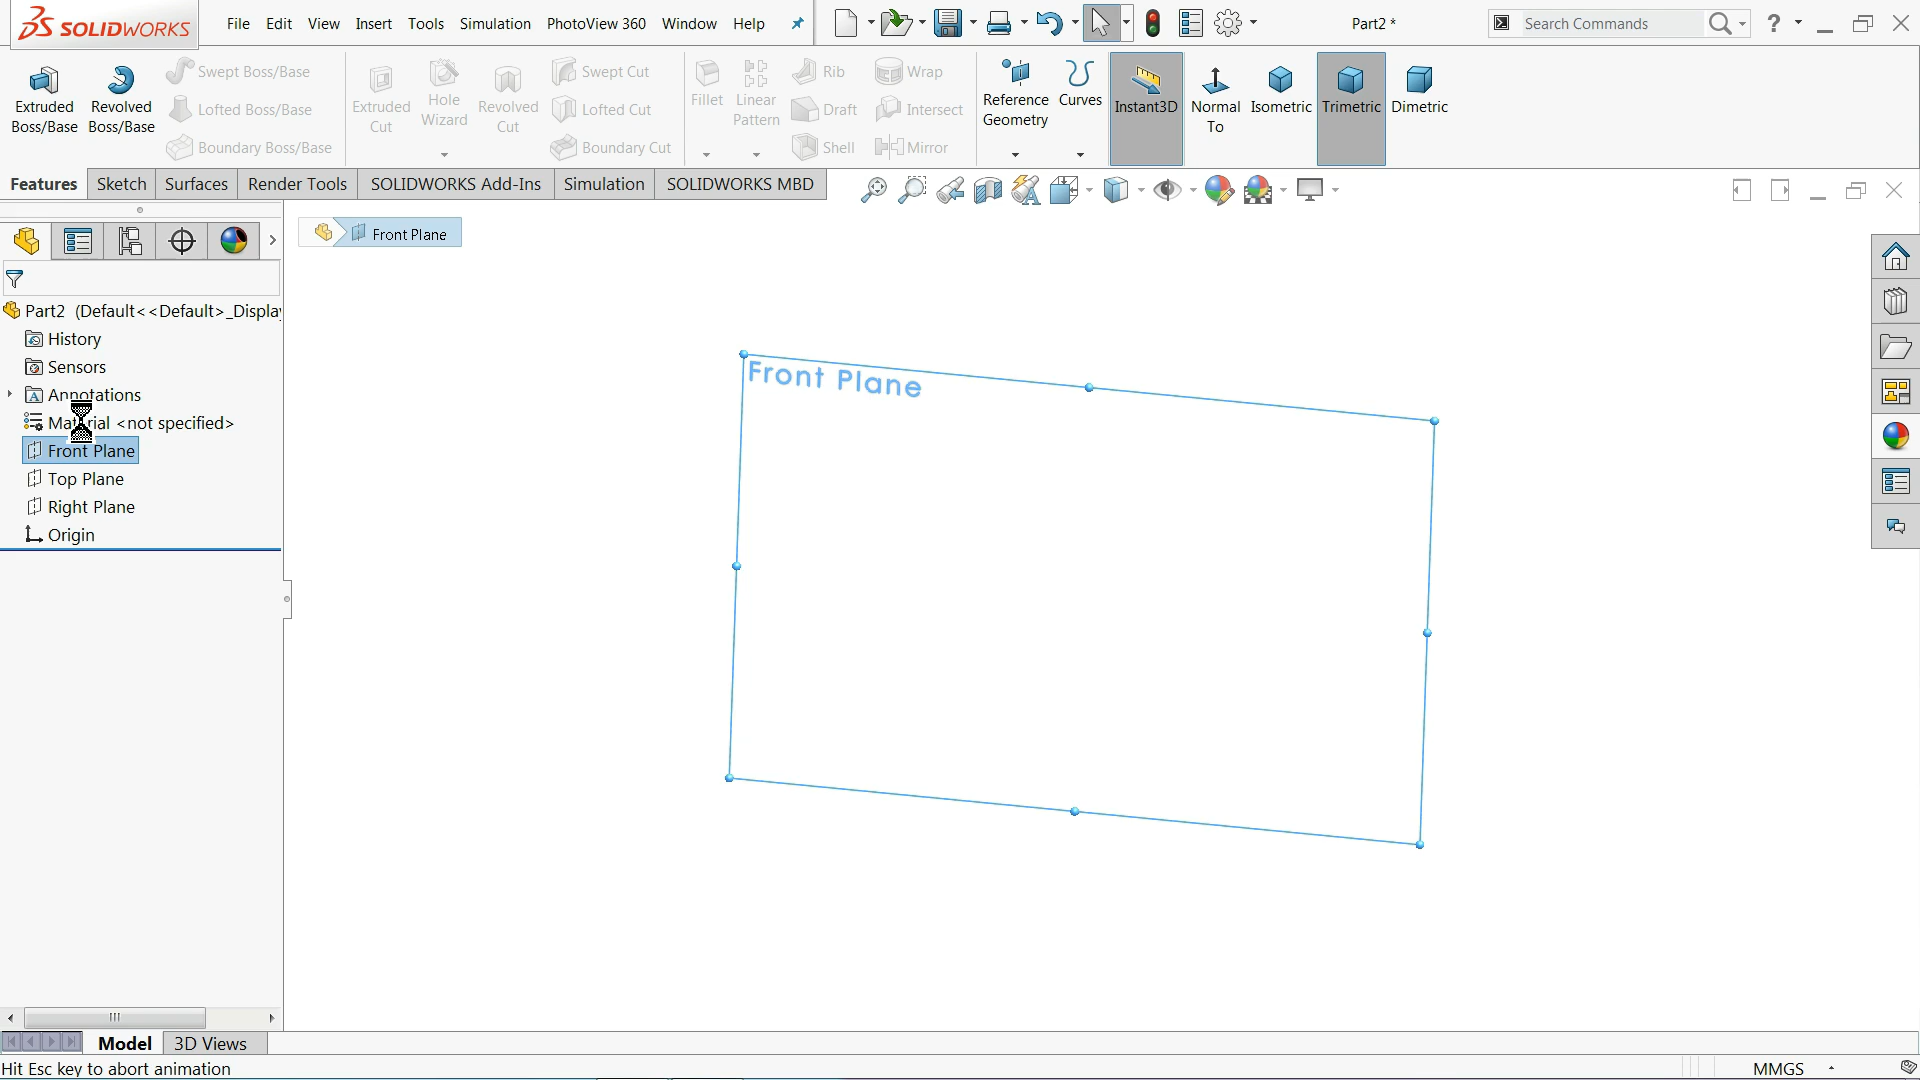 SOLIDWORKS File Edit View Insert Tools Simulation PhotoView 360 Window Help Part2 * Search Commands ?
Extruded Boss/Base
Revolved Boss/Base
Swept Boss/Base
Lofted Boss/Base
Boundary Boss/Base
Extruded Cut
Hole Wizard
Revolved Cut
Swept Cut
Lofted Cut
Boundary Cut
Fillet
Linear Pattern
Rib
Draft
Shell
Wrap
Intersect
Mirror
Reference Geometry
Curves
Instant3D
Normal To
Isometric
Trimetric
Dimetric
Features Sketch Surfaces Render Tools SOLIDWORKS Add-Ins Simulation SOLIDWORKS MBD
Front Plane
Part2 (Default<<Default>_Displa
History
Sensors
Annotations
Material <not specified>
Front Plane
Top Plane
Right Plane
Origin
Front Plane
Model 3D Views
Hit Esc key to abort animation MMGS